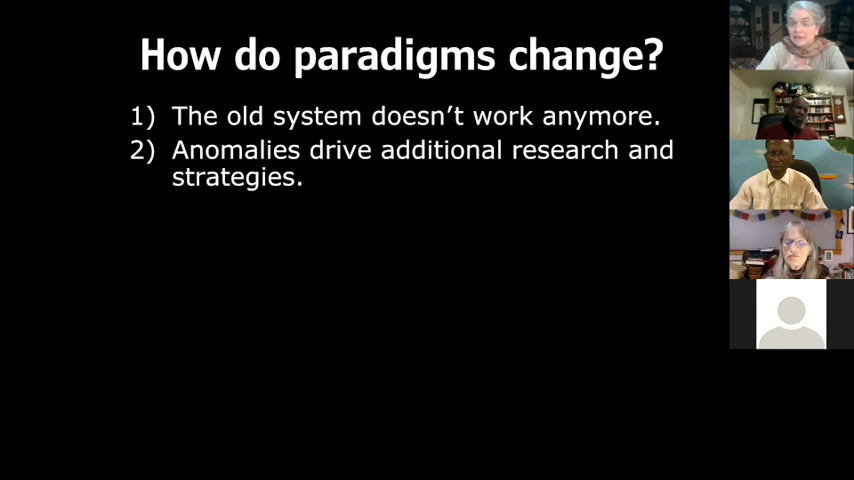 How do paradigms change?
1) The old system doesn’t work anymore.
2) Anomalies drive additional research and
strategies.